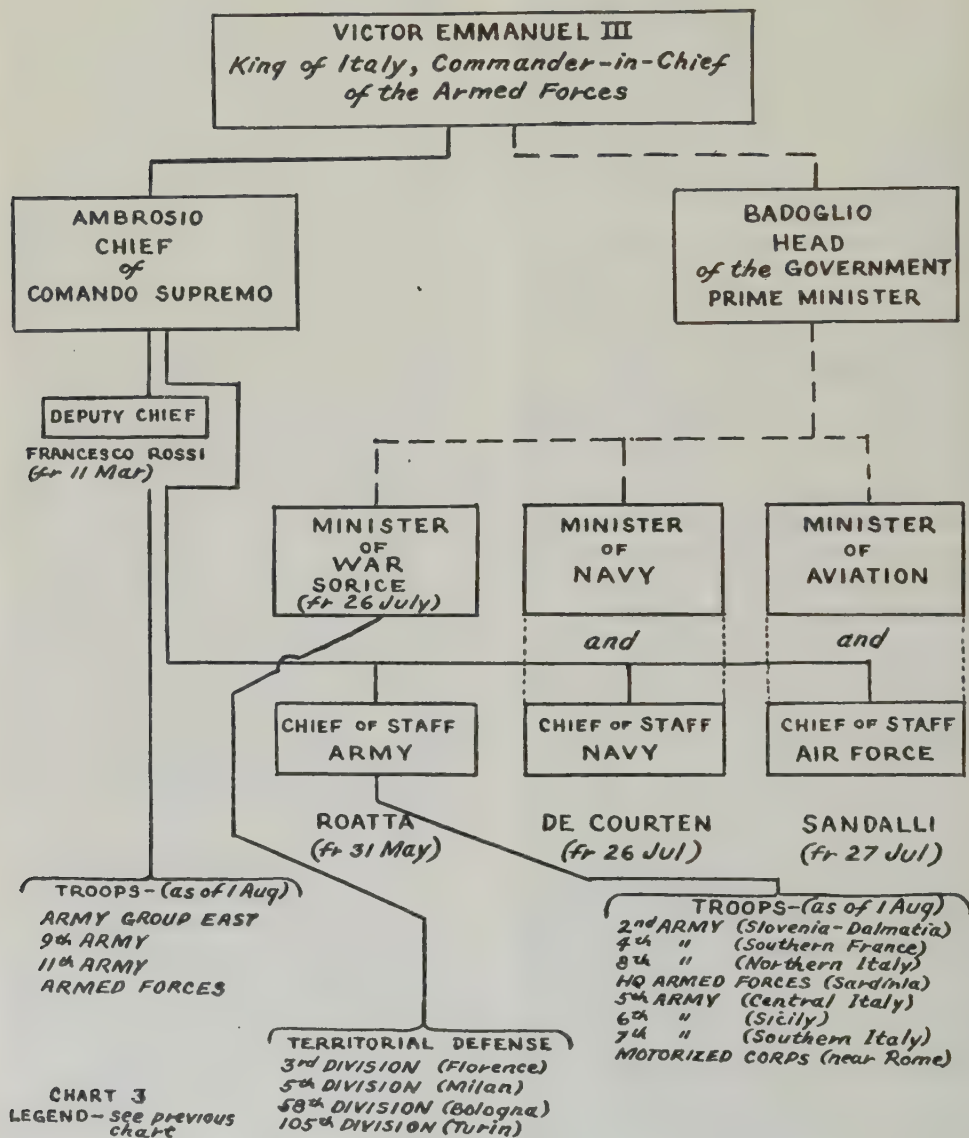 VICTOR EMMANUEL III
King of Italy, Commander-in-Chief
of the Armed Forces
AMBROSIO
CHIEF
of
COMANDO SUPREMO
BADOGLIO
HEAD
of the GOVERNMENT
PRIME MINISTER
DEPUTY CHIEF
FRANCESCO ROSSI
(fr 11 Mar)
MINISTER
OF
WAR
SORICE
(fr 26 July)
MINISTER
OF
NAVY
MINISTER
OF
AVIATION
and
and
CHIEF OF STAFF
ARMY
CHIEF OF STAFF
NAVY
CHIEF OF STAFF
AIR FORCE
ROATTA
(fr 31 May)
DE COURTEN
(fr 26 Jul)
SANDALLI
(fr 27 Jul)
TROOPS-(as of 1 Aug)
ARMY GROUP EAST
9th ARMY
11th ARMY
ARMED FORCES
TERRITORIAL DEFENSE
3rd DIVISION (Florence)
5th DIVISION (Milan)
58th DIVISION (Bologna)
105th DIVISION (Turin)
TROOPS-(as of 1 Aug)
2nd ARMY (Slovenia-Dalmatia)
4th " (Southern France)
8th " (Northern Italy)
HQ ARMED FORCES (Sardinia)
5th ARMY (Central Italy)
6th " (Sicily)
7th " (Southern Italy)
MOTORIZED CORPS (near Rome)
CHART 3
LEGEND-see previous
chart